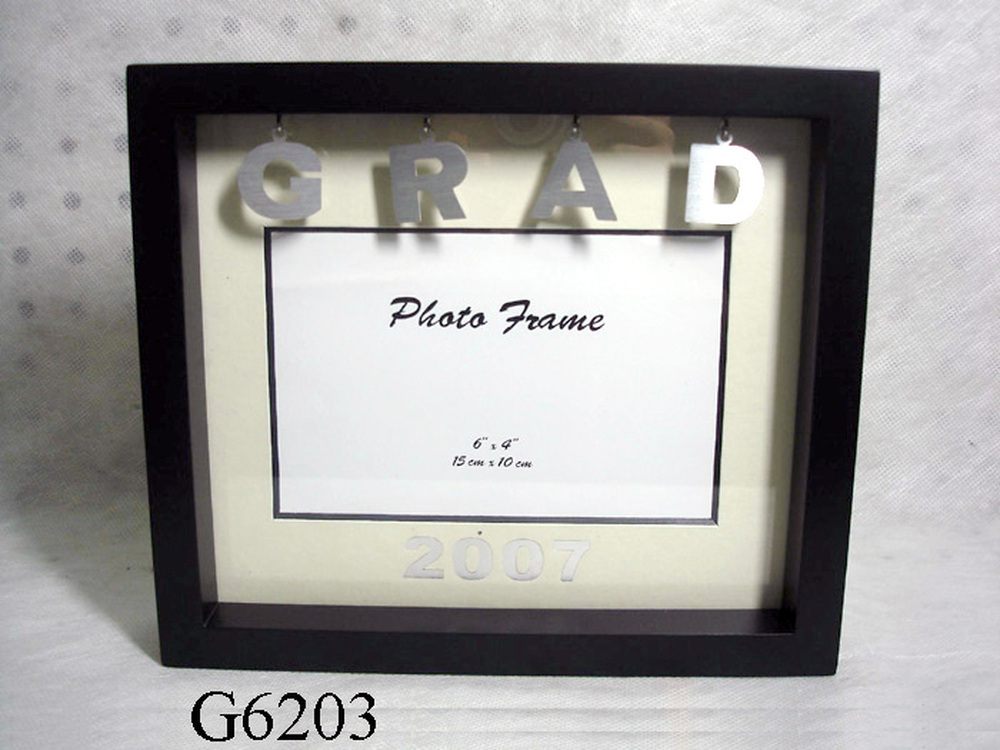 GRAD
Photo Frame
6" x 4"
15 cm x 10 cm
2007
G6203